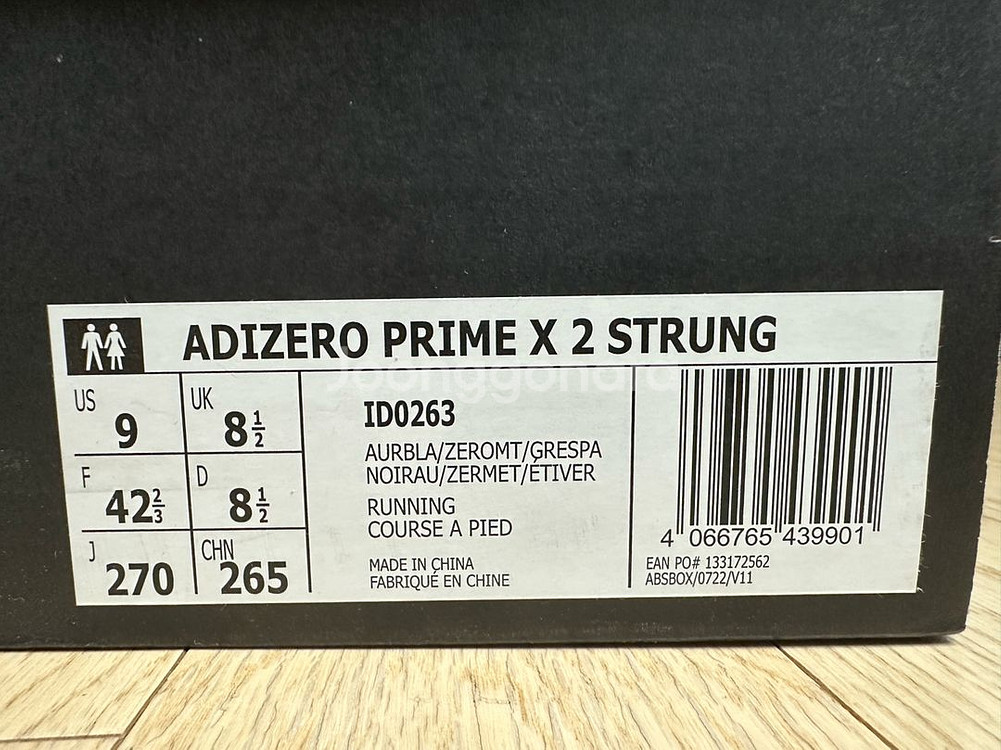 ADIZERO PRIME X 2 STRUNG
Joonggonara
US 9
UK 8 1/2
F 42 2/3
D 8 1/2
J 270
CHN 265
ID0263
AURBLA/ZEROMT/GRESPA
NOIRAU/ZERMET/ÉTIVER
RUNNING
COURSE A PIED
MADE IN CHINA
FABRIQUÉ EN CHINE
4 066765 439901
EAN PO# 133172562
ABSBOX/0722/V11